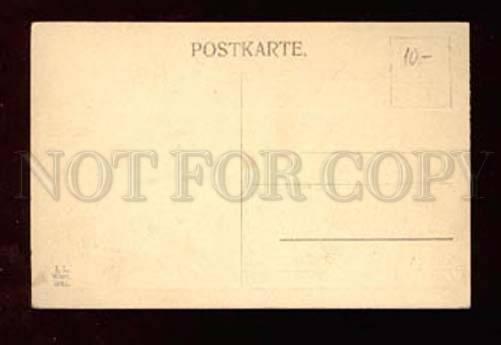 POSTKARTE.
10.-
NOT FOR COPY